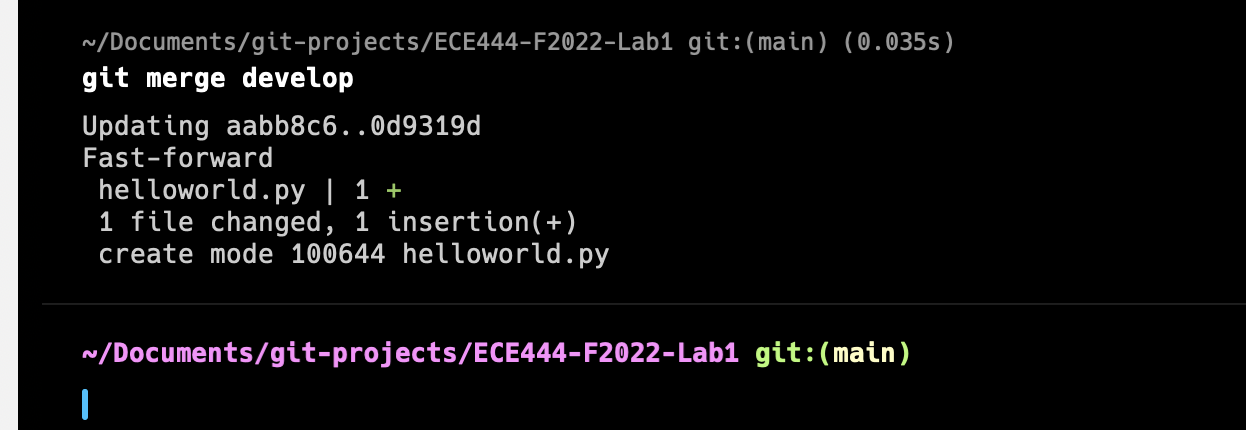 ~/Documents/git-projects/ECE444-F2022-Lab1 git:(main) (0.035s)
git merge develop
Updating aabb8c6..0d9319d
Fast-forward
 helloworld.py | 1 +
 1 file changed, 1 insertion(+)
 create mode 100644 helloworld.py
~/Documents/git-projects/ECE444-F2022-Lab1 git:(main)